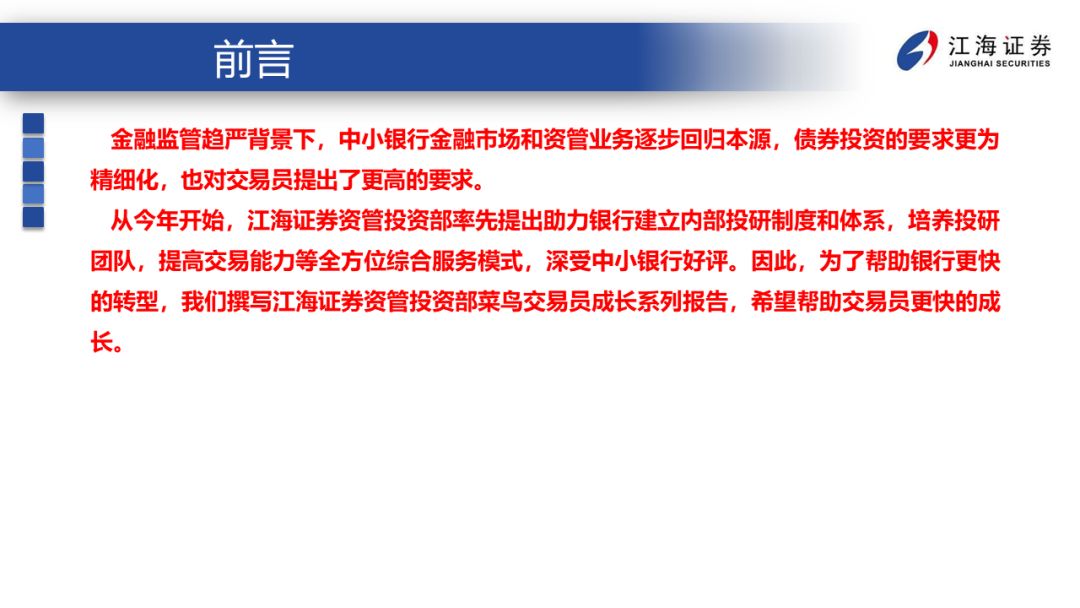 前言
江海证券
JIANGHAI SECURITIES
金融监管趋严背景下，中小银行金融市场和资管业务逐步回归本源，债券投资的要求更为
精细化，也对交易员提出了更高的要求。
从今年开始，江海证券资管投资部率先提出助力银行建立内部投研制度和体系，培养投研
团队，提高交易能力等全方位综合服务模式，深受中小银行好评。因此，为了帮助银行更快
的转型，我们撰写江海证券资管投资部菜鸟交易员成长系列报告，希望帮助交易员更快的成
长。